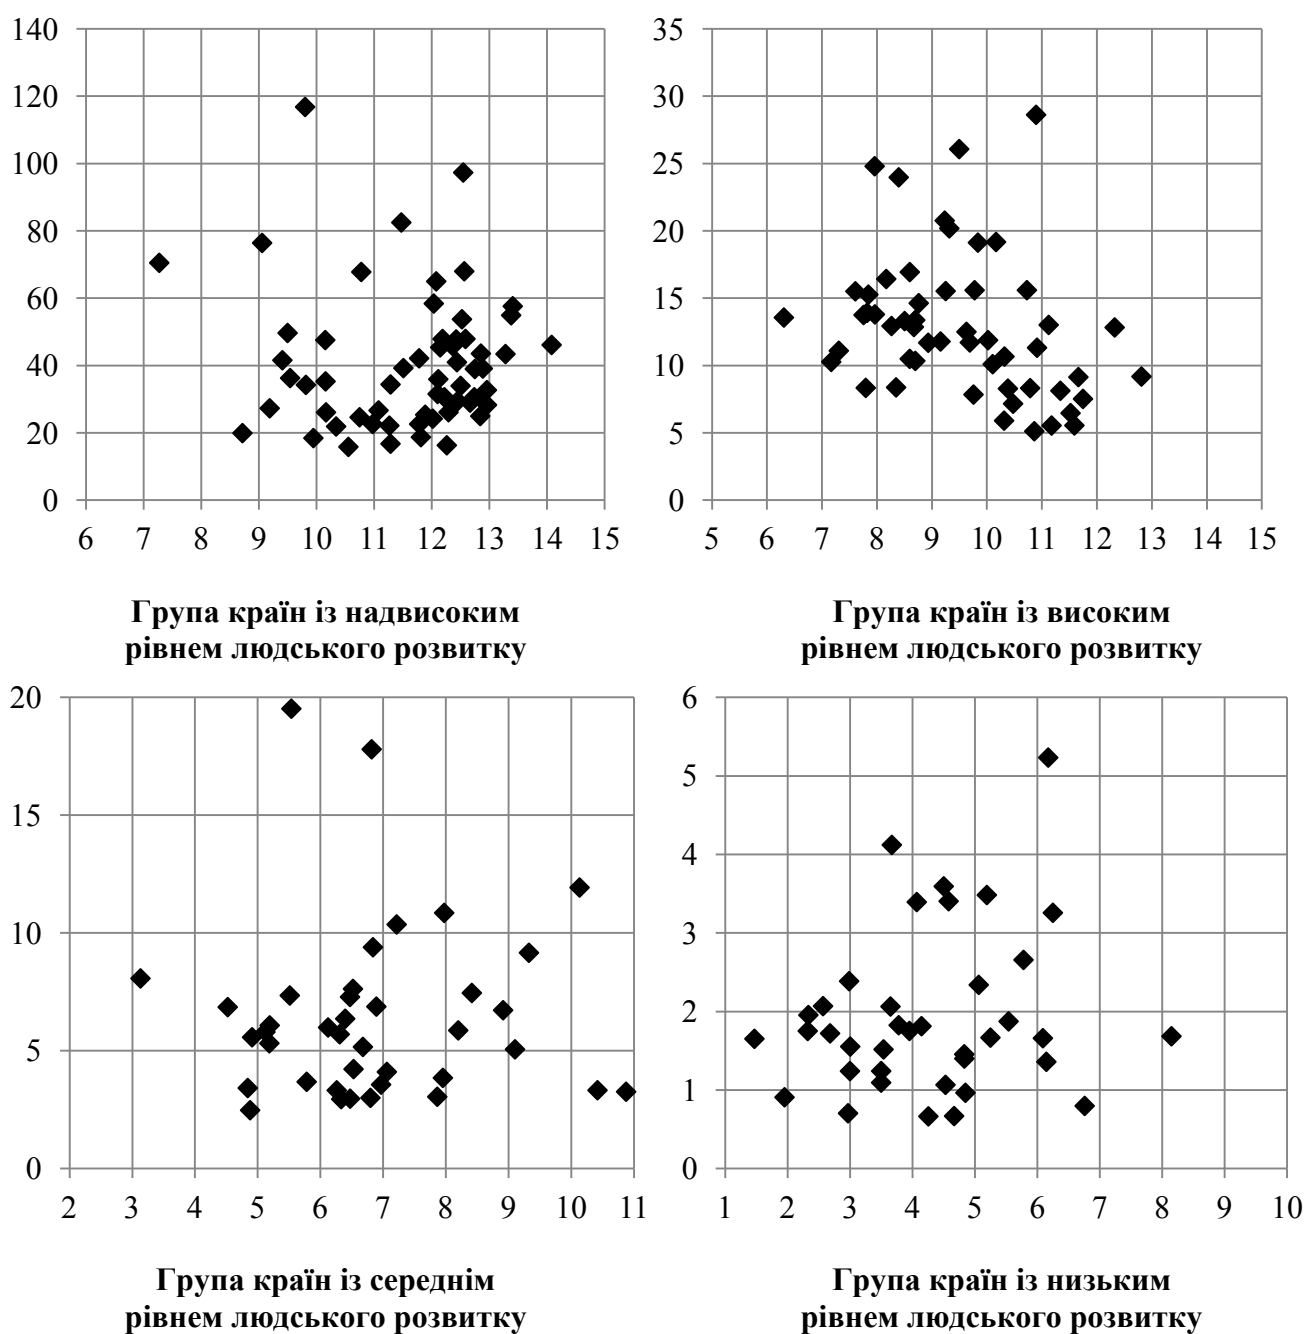 140
120
100
80
60
40
20
0
6 7 8 9 10 11 12 13 14 15
Група країн із надвисоким
рівнем людського розвитку
35
30
25
20
15
10
5
0
5 6 7 8 9 10 11 12 13 14 15
Група країн із високим
рівнем людського розвитку
20
15
10
5
0
2 3 4 5 6 7 8 9 10 11
Група країн із середнім
рівнем людського розвитку
6
5
4
3
2
1
0
1 2 3 4 5 6 7 8 9 10
Група країн із низьким
рівнем людського розвитку